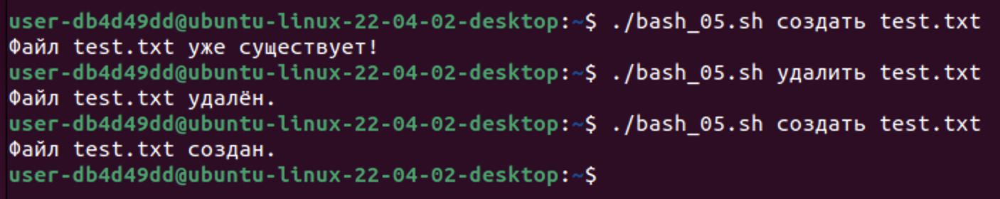 user-db4d49dd@ubuntu-linux-22-04-02-desktop:~$ ./bash_05.sh создать test.txt
Файл test.txt уже существует!
user-db4d49dd@ubuntu-linux-22-04-02-desktop:~$ ./bash_05.sh удалить test.txt
Файл test.txt удалён.
user-db4d49dd@ubuntu-linux-22-04-02-desktop:~$ ./bash_05.sh создать test.txt
Файл test.txt создан.
user-db4d49dd@ubuntu-linux-22-04-02-desktop:~$